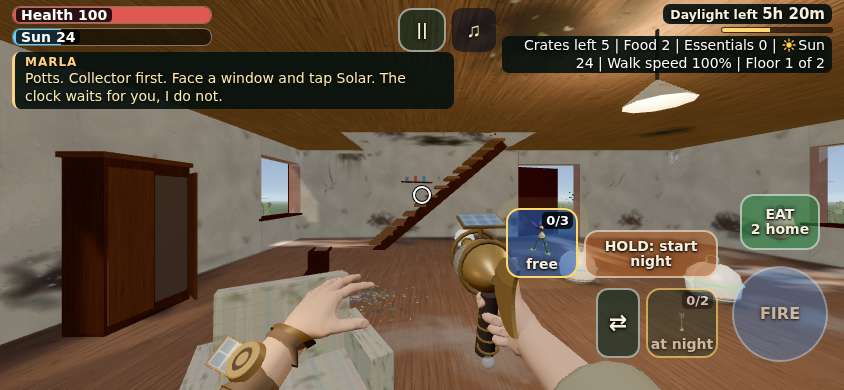 Health 100
Sun 24
MARLA
Potts. Collector first. Face a window and tap Solar. The
clock waits for you, I do not.
Daylight left 5h 20m
Crates left 5 | Food 2 | Essentials 0 | ☀Sun
24 | Walk speed 100% | Floor 1 of 2
0/3
free
HOLD: start
night
EAT
2 home
0/2
at night
FIRE